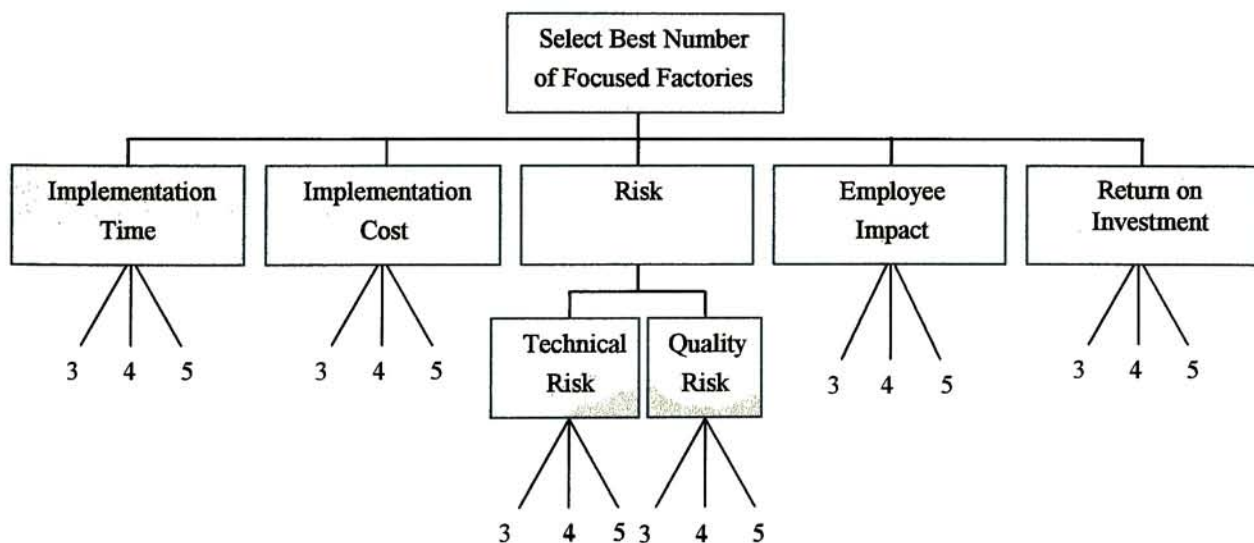 Select Best Number
of Focused Factories
Implementation
Time
Implementation
Cost
Risk
Employee
Impact
Return on
Investment
3 4 5
3 4 5
Technical
Risk
Quality
Risk
3 4 5
3 4 5
3 4 5
3 4 5